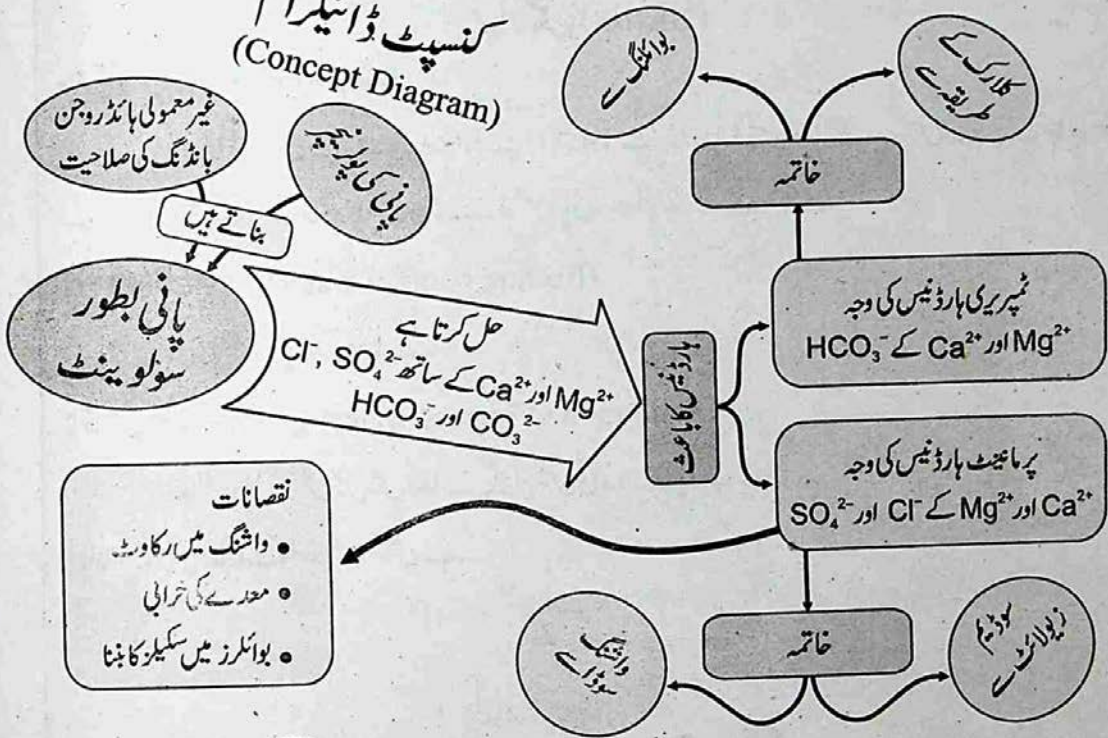 کنسپٹ ڈائیگرام
(Concept Diagram)
غیر معمولی ہائڈروجن
بانڈنگ کی صلاحیت
پانی کی پولر نیچر
بناتے ہیں
پانی بطور
سولوینٹ
حل کرتا ہے
Mg²⁺ اور Ca²⁺ کے ساتھ Cl⁻, SO₄²⁻
CO₃²⁻ اور HCO₃⁻
ہارڈنیس کا باعث
بوائلنگ سے
کلارک کے
طریقہ سے
خاتمہ
ٹمپریری ہارڈنیس کی وجہ
Mg²⁺ اور Ca²⁺ کے HCO₃⁻
پرمانینٹ ہارڈنیس کی وجہ
Ca²⁺ اور Mg²⁺ کے Cl⁻ اور SO₄²⁻
نقصانات
• واشنگ میں رکاوٹ
• معدے کی خرابی
• بوائلرز میں سکیلز کا بننا
خاتمہ
واشنگ
سوڈا سے
سوڈیم
زیولائٹ سے